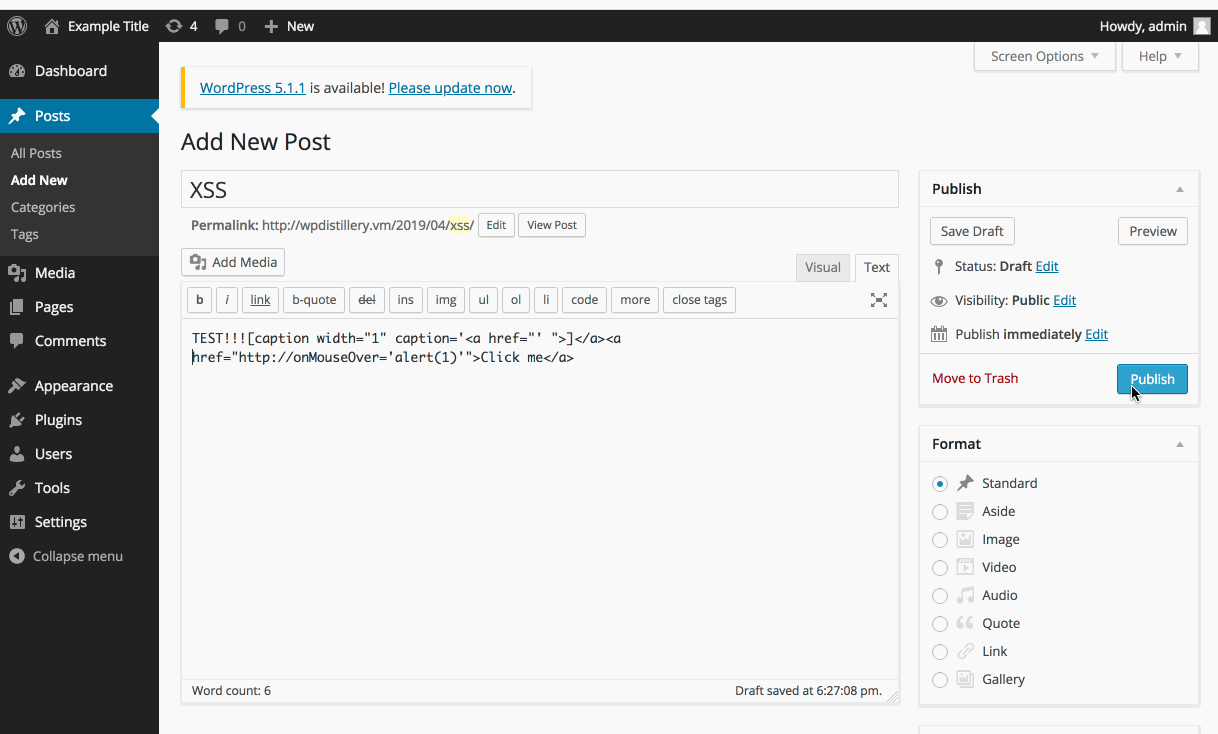 Example Title 4 0 New Howdy, admin
Dashboard
Posts
All Posts
Add New
Categories
Tags
Media
Pages
Comments
Appearance
Plugins
Users
Tools
Settings
Collapse menu
Screen Options Help
WordPress 5.1.1 is available! Please update now.
Add New Post
XSS
Permalink: http://wpdistillery.vm/2019/04/xss/ Edit View Post
Add Media
Visual Text
b i link b-quote del ins img ul ol li code more close tags
TEST!!![caption width="1" caption='<a href="' ">]</a><a
href="http://onMouseOver='alert(1)'">Click me</a>
Word count: 6 Draft saved at 6:27:08 pm.
Publish
Save Draft Preview
Status: Draft Edit
Visibility: Public Edit
Publish immediately Edit
Move to Trash Publish
Format
Standard
Aside
Image
Video
Audio
Quote
Link
Gallery